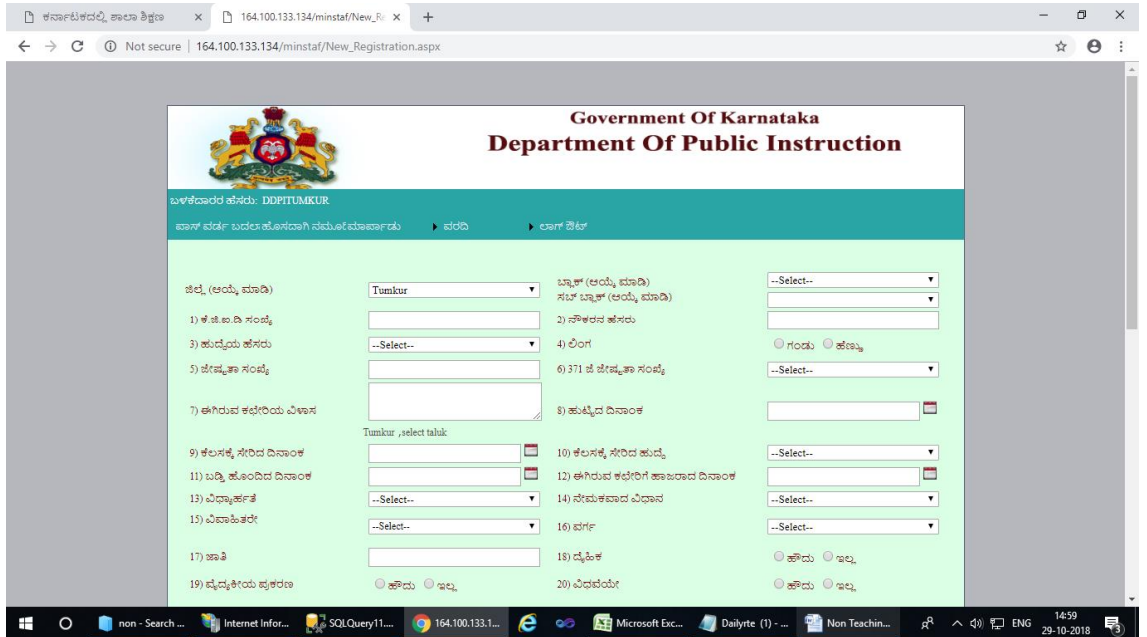 ಕರ್ನಾಟಕದಲ್ಲಿ ಶಾಲಾ ಶಿಕ್ಷಣ × 164.100.133.134/minstaf/New_Re × +
Not secure | 164.100.133.134/minstaf/New_Registration.aspx
Government Of Karnataka
Department Of Public Instruction
ಬಳಕೆದಾರರ ಹೆಸರು: DDPITUMKUR
ಪಾಸ್ ವರ್ಡ ಬದಲಾ ಹೊಸದಾಗಿ ವರದಿ ಲಾಗ್ ಔಟ್
ಜಿಲ್ಲೆ (ಆಯ್ಕೆ ಮಾಡಿ) Tumkur ಬ್ಲಾಕ್ (ಆಯ್ಕೆ ಮಾಡಿ) --Select--
ಸಬ್ ಬ್ಲಾಕ್ (ಆಯ್ಕೆ ಮಾಡಿ)
1) ಕೆ.ಜಿ.ಐ.ಡಿ ಸಂಖ್ಯೆ 2) ನೌಕರನ ಹೆಸರು
3) ಹುದ್ದೆಯ ಹೆಸರು --Select-- 4) ಲಿಂಗ ಗಂಡು ಹೆಣ್ಣು
5) ಜೇಷ್ಠತಾ ಸಂಖ್ಯೆ 6) 371 ಜೆ ಜೇಷ್ಠತಾ ಸಂಖ್ಯೆ --Select--
7) ಈಗಿರುವ ಕಛೇರಿಯ ವಿಳಾಸ 8) ಹುಟ್ಟಿದ ದಿನಾಂಕ
Tumkur ,select taluk
9) ಕೆಲಸಕ್ಕೆ ಸೇರಿದ ದಿನಾಂಕ 10) ಕೆಲಸಕ್ಕೆ ಸೇರಿದ ಹುದ್ದೆ --Select--
11) ಬಡ್ತಿ ಹೊಂದಿದ ದಿನಾಂಕ 12) ಈಗಿರುವ ಕಛೇರಿಗೆ ಹಾಜರಾದ ದಿನಾಂಕ
13) ವಿಧ್ಯಾರ್ಹತೆ --Select-- 14) ನೇಮಕವಾದ ವಿಧಾನ --Select--
15) ವಿವಾಹಿತರೇ --Select-- 16) ವರ್ಗ --Select--
17) ಜಾತಿ 18) ದೈಹಿಕ ಹೌದು ಇಲ್ಲ
19) ವೈದ್ಯಕೀಯ ಪ್ರಕರಣ ಹೌದು ಇಲ್ಲ 20) ವಿಧವೆಯೇ ಹೌದು ಇಲ್ಲ
non - Search ... Internet Infor... SQLQuery11.... 164.100.133.1... Microsoft Exc... Dailyrte (1) - ... Non Teachin... ENG 14:59
29-10-2018